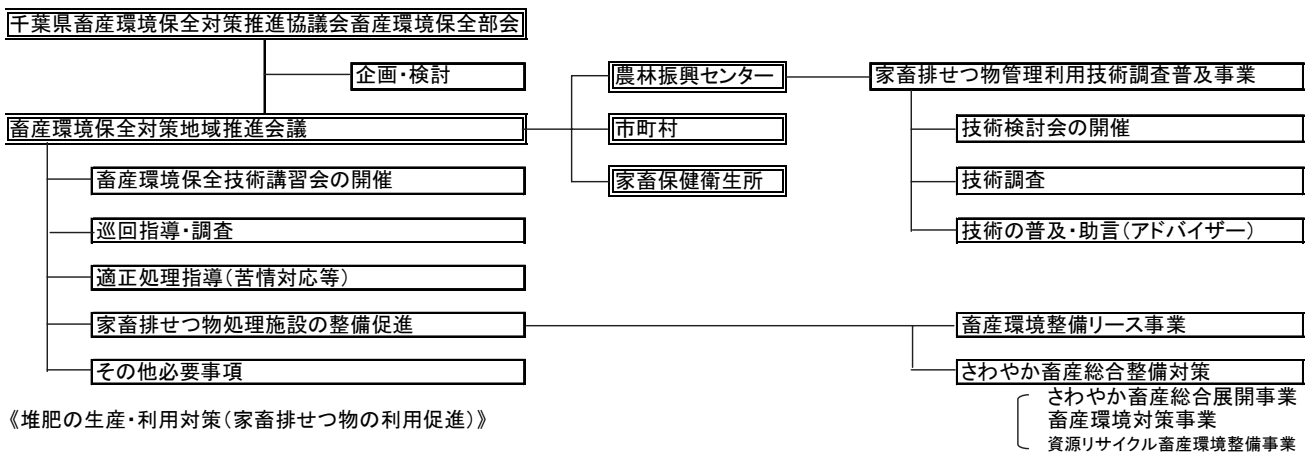 千葉県畜産環境保全対策推進協議会畜産環境保全部会
企画・検討
畜産環境保全対策地域推進会議
畜産環境保全技術講習会の開催
巡回指導・調査
適正処理指導(苦情対応等)
家畜排せつ物処理施設の整備促進
その他必要事項
農林振興センター
市町村
家畜保健衛生所
家畜排せつ物管理利用技術調査普及事業
技術検討会の開催
技術調査
技術の普及・助言(アドバイザー)
畜産環境整備リース事業
さわやか畜産総合整備対策
さわやか畜産総合展開事業
畜産環境対策事業
資源リサイクル畜産環境整備事業
《堆肥の生産・利用対策(家畜排せつ物の利用促進)》